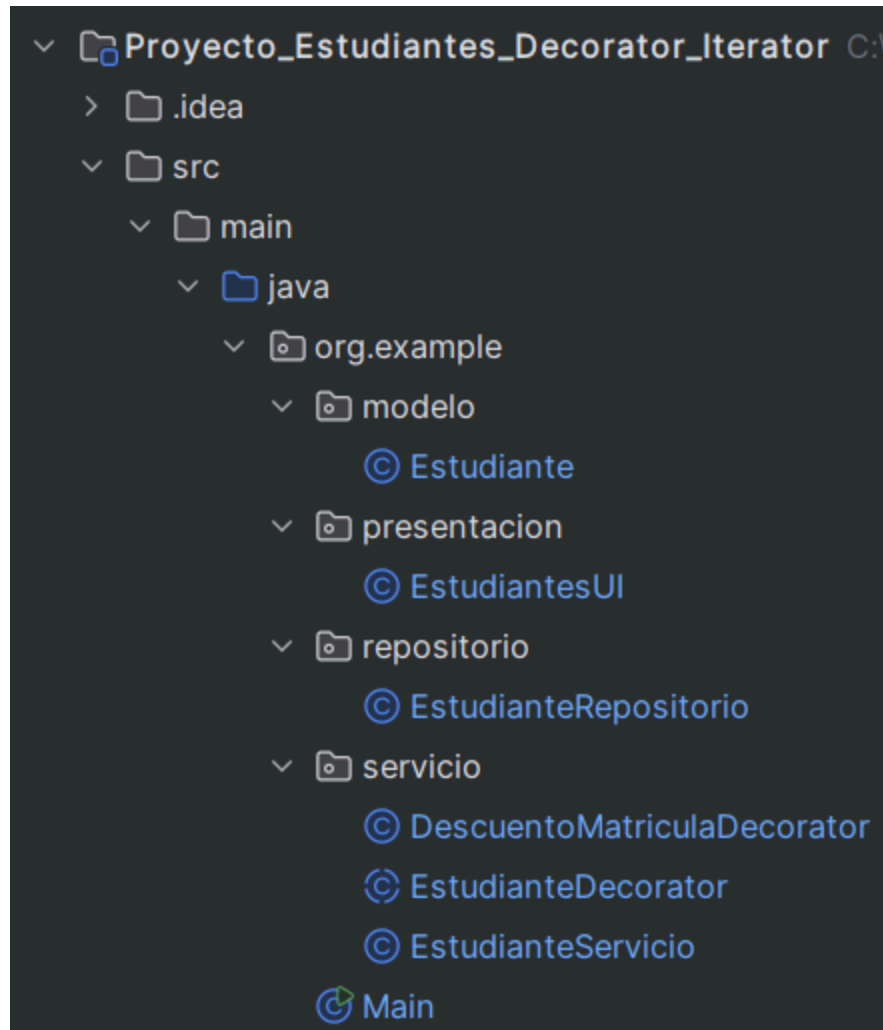 Proyecto_Estudiantes_Decorator_Iterator C:\
.idea
src
main
java
org.example
modelo
Estudiante
presentacion
EstudiantesUI
repositorio
EstudianteRepositorio
servicio
DescuentoMatriculaDecorator
EstudianteDecorator
EstudianteServicio
Main